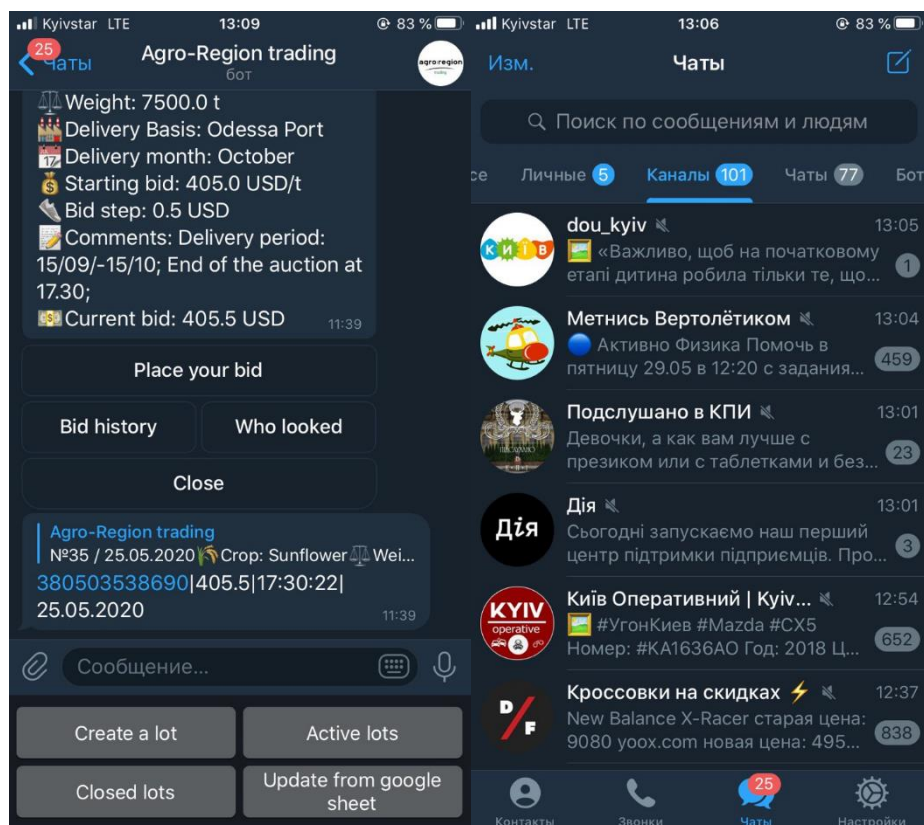 Kyivstar LTE 13:09 83 %
25
Чаты
Agro-Region trading
бот
agro region
trading
Weight: 7500.0 t
Delivery Basis: Odessa Port
17 Delivery month: October
Starting bid: 405.0 USD/t
Bid step: 0.5 USD
Comments: Delivery period:
15/09/-15/10; End of the auction at
17.30;
Current bid: 405.5 USD 11:39
Place your bid
Bid history Who looked
Close
Agro-Region trading
№35 / 25.05.2020 Crop: Sunflower Wei...
380503538690|405.5|17:30:22|
25.05.2020 11:39
Сообщение...
Create a lot Active lots
Closed lots Update from google
sheet
Kyivstar LTE 13:06 83 %
Изм. Чаты
Поиск по сообщениям и людям
се Личные 5 Каналы 101 Чаты 77 Бот
КИЇВ
dou_kyiv 13:05
«Важливо, щоб на початковому
етапі дитина робила тільки те, що... 1
Метнись Вертолётиком 13:04
Активно Физика Помочь в
пятницу 29.05 в 12:20 с задания... 459
Подслушано в КПИ 13:01
Девочки, а как вам лучше с
презиком или с таблетками и без... 23
Дія
Дія 13:01
Сьогодні запускаємо наш перший
центр підтримки підприємців. Про... 3
KYIV
operative
Київ Оперативний | Kyiv... 12:54
#УгонКиев #Mazda #CX5
Номер: #KA1636AO Год: 2018 Ц... 652
D/F
Кроссовки на скидках 12:37
New Balance X-Racer старая цена:
9080 yoox.com новая цена: 495... 838
Контакты Звонки 25 Чаты Настройки